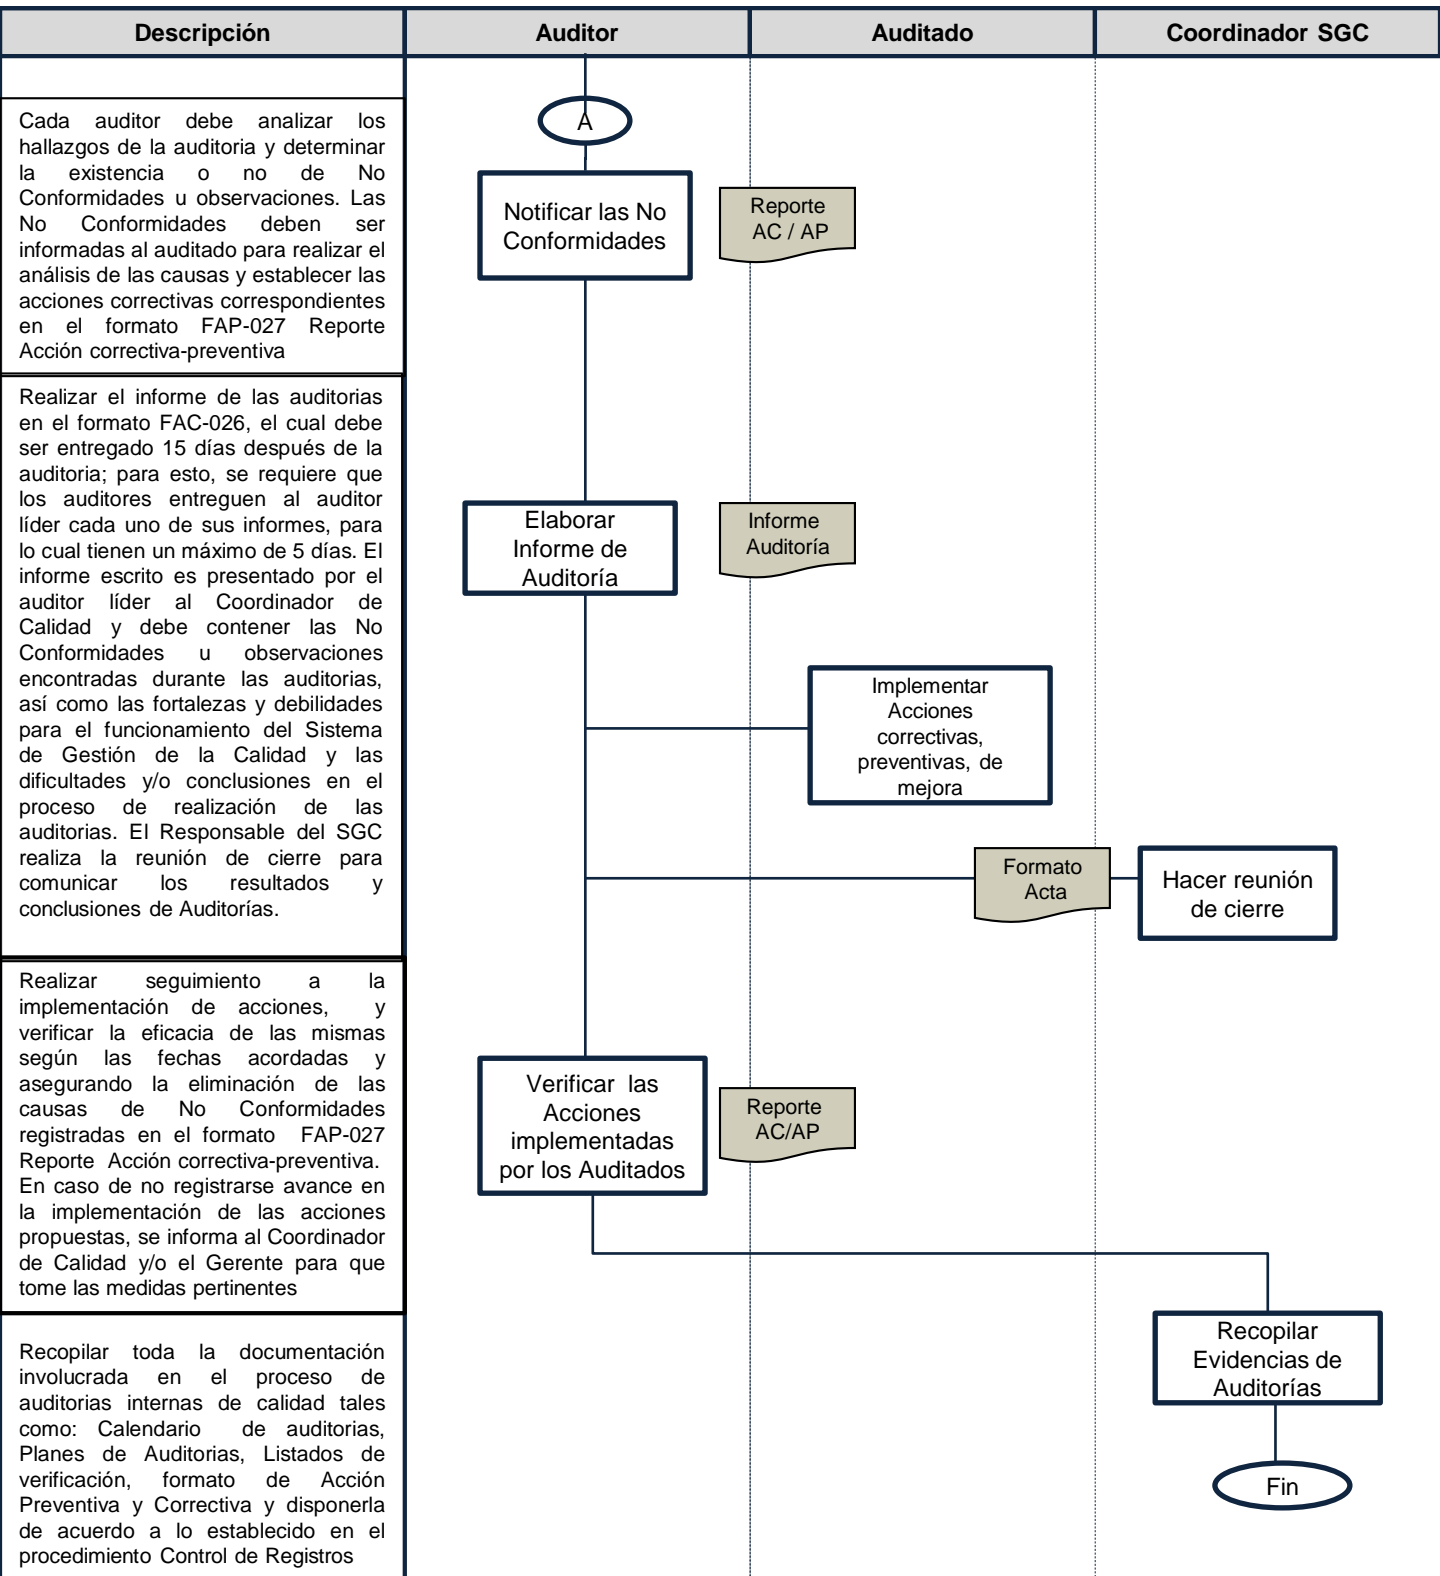 Descripción
Auditor
Auditado
Coordinador SGC
Cada auditor debe analizar los
hallazgos de la auditoria y determinar
la existencia o no de No
Conformidades u observaciones. Las
No Conformidades deben ser
informadas al auditado para realizar el
análisis de las causas y establecer las
acciones correctivas correspondientes
en el formato FAP-027 Reporte
Acción correctiva-preventiva
A
Notificar las No
Conformidades
Reporte
AC / AP
Realizar el informe de las auditorias
en el formato FAC-026, el cual debe
ser entregado 15 días después de la
auditoria; para esto, se requiere que
los auditores entreguen al auditor
líder cada uno de sus informes, para
lo cual tienen un máximo de 5 días. El
informe escrito es presentado por el
auditor líder al Coordinador de
Calidad y debe contener las No
Conformidades u observaciones
encontradas durante las auditorias,
así como las fortalezas y debilidades
para el funcionamiento del Sistema
de Gestión de la Calidad y las
dificultades y/o conclusiones en el
proceso de realización de las
auditorias. El Responsable del SGC
realiza la reunión de cierre para
comunicar los resultados y
conclusiones de Auditorías.
Elaborar
Informe de
Auditoría
Informe
Auditoría
Implementar
Acciones
correctivas,
preventivas, de
mejora
Formato
Acta
Hacer reunión
de cierre
Realizar seguimiento a la
implementación de acciones, y
verificar la eficacia de las mismas
según las fechas acordadas y
asegurando la eliminación de las
causas de No Conformidades
registradas en el formato FAP-027
Reporte Acción correctiva-preventiva.
En caso de no registrarse avance en
la implementación de las acciones
propuestas, se informa al Coordinador
de Calidad y/o el Gerente para que
tome las medidas pertinentes
Verificar las
Acciones
implementadas
por los Auditados
Reporte
AC/AP
Recopilar toda la documentación
involucrada en el proceso de
auditorias internas de calidad tales
como: Calendario de auditorias,
Planes de Auditorias, Listados de
verificación, formato de Acción
Preventiva y Correctiva y disponerla
de acuerdo a lo establecido en el
procedimiento Control de Registros
Recopilar
Evidencias de
Auditorías
Fin